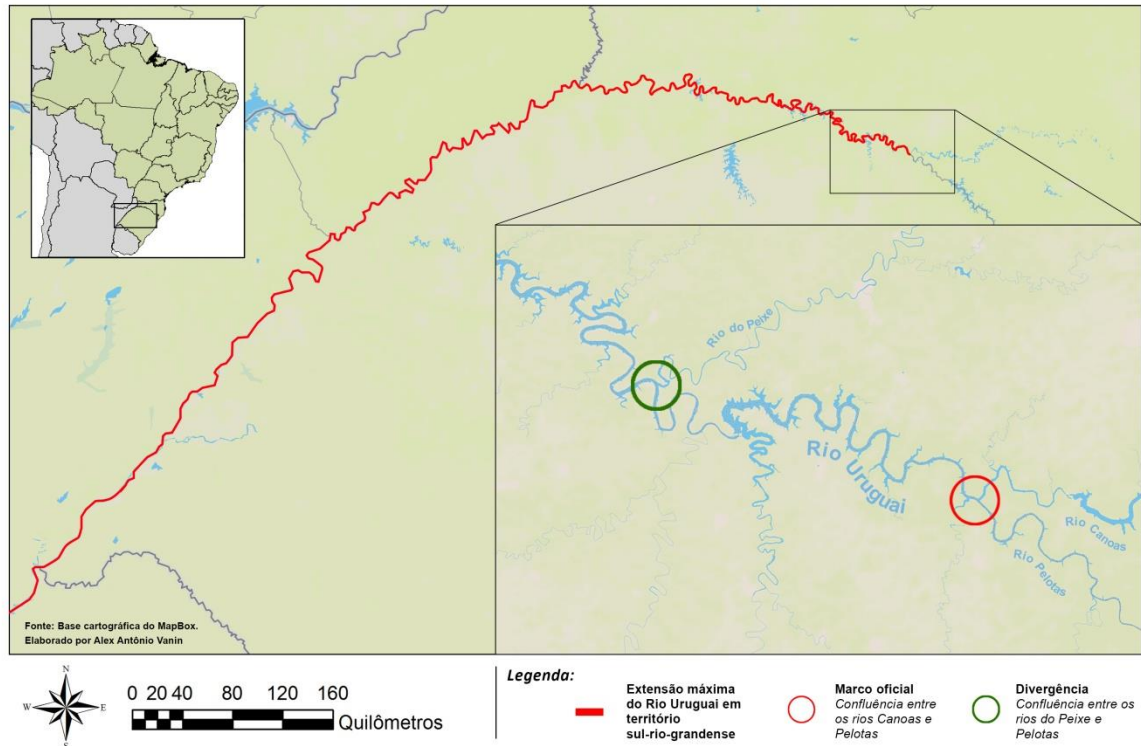 Rio do Peixe
Rio Uruguai
Rio Canoas
Rio Pelotas
Fonte: Base cartográfica do MapBox.
Elaborado por Alex Antônio Vanin
N
W
E
S
0 20 40 80 120 160
Quilômetros
Legenda:
Extensão máxima
do Rio Uruguai em
território
sul-rio-grandense
Marco oficial
Confluência entre
os rios Canoas e
Pelotas
Divergência
Confluência entre os
rios do Peixe e
Pelotas